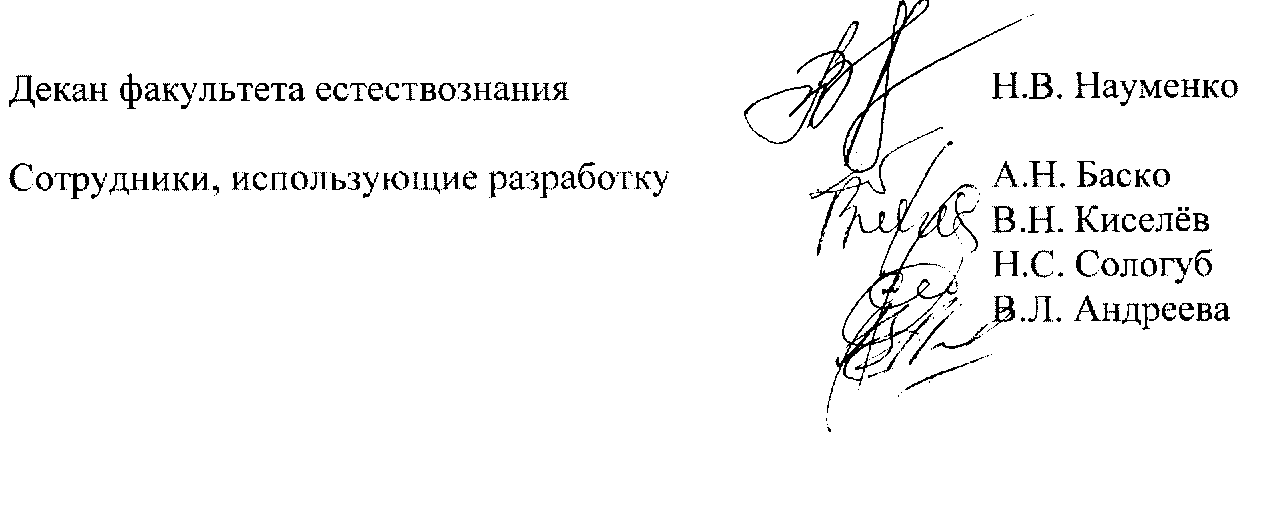 Декан факультета естествознания Н.В. Науменко
Сотрудники, использующие разработку А.Н. Баско
В.Н. Киселёв
Н.С. Сологуб
В.Л. Андреева